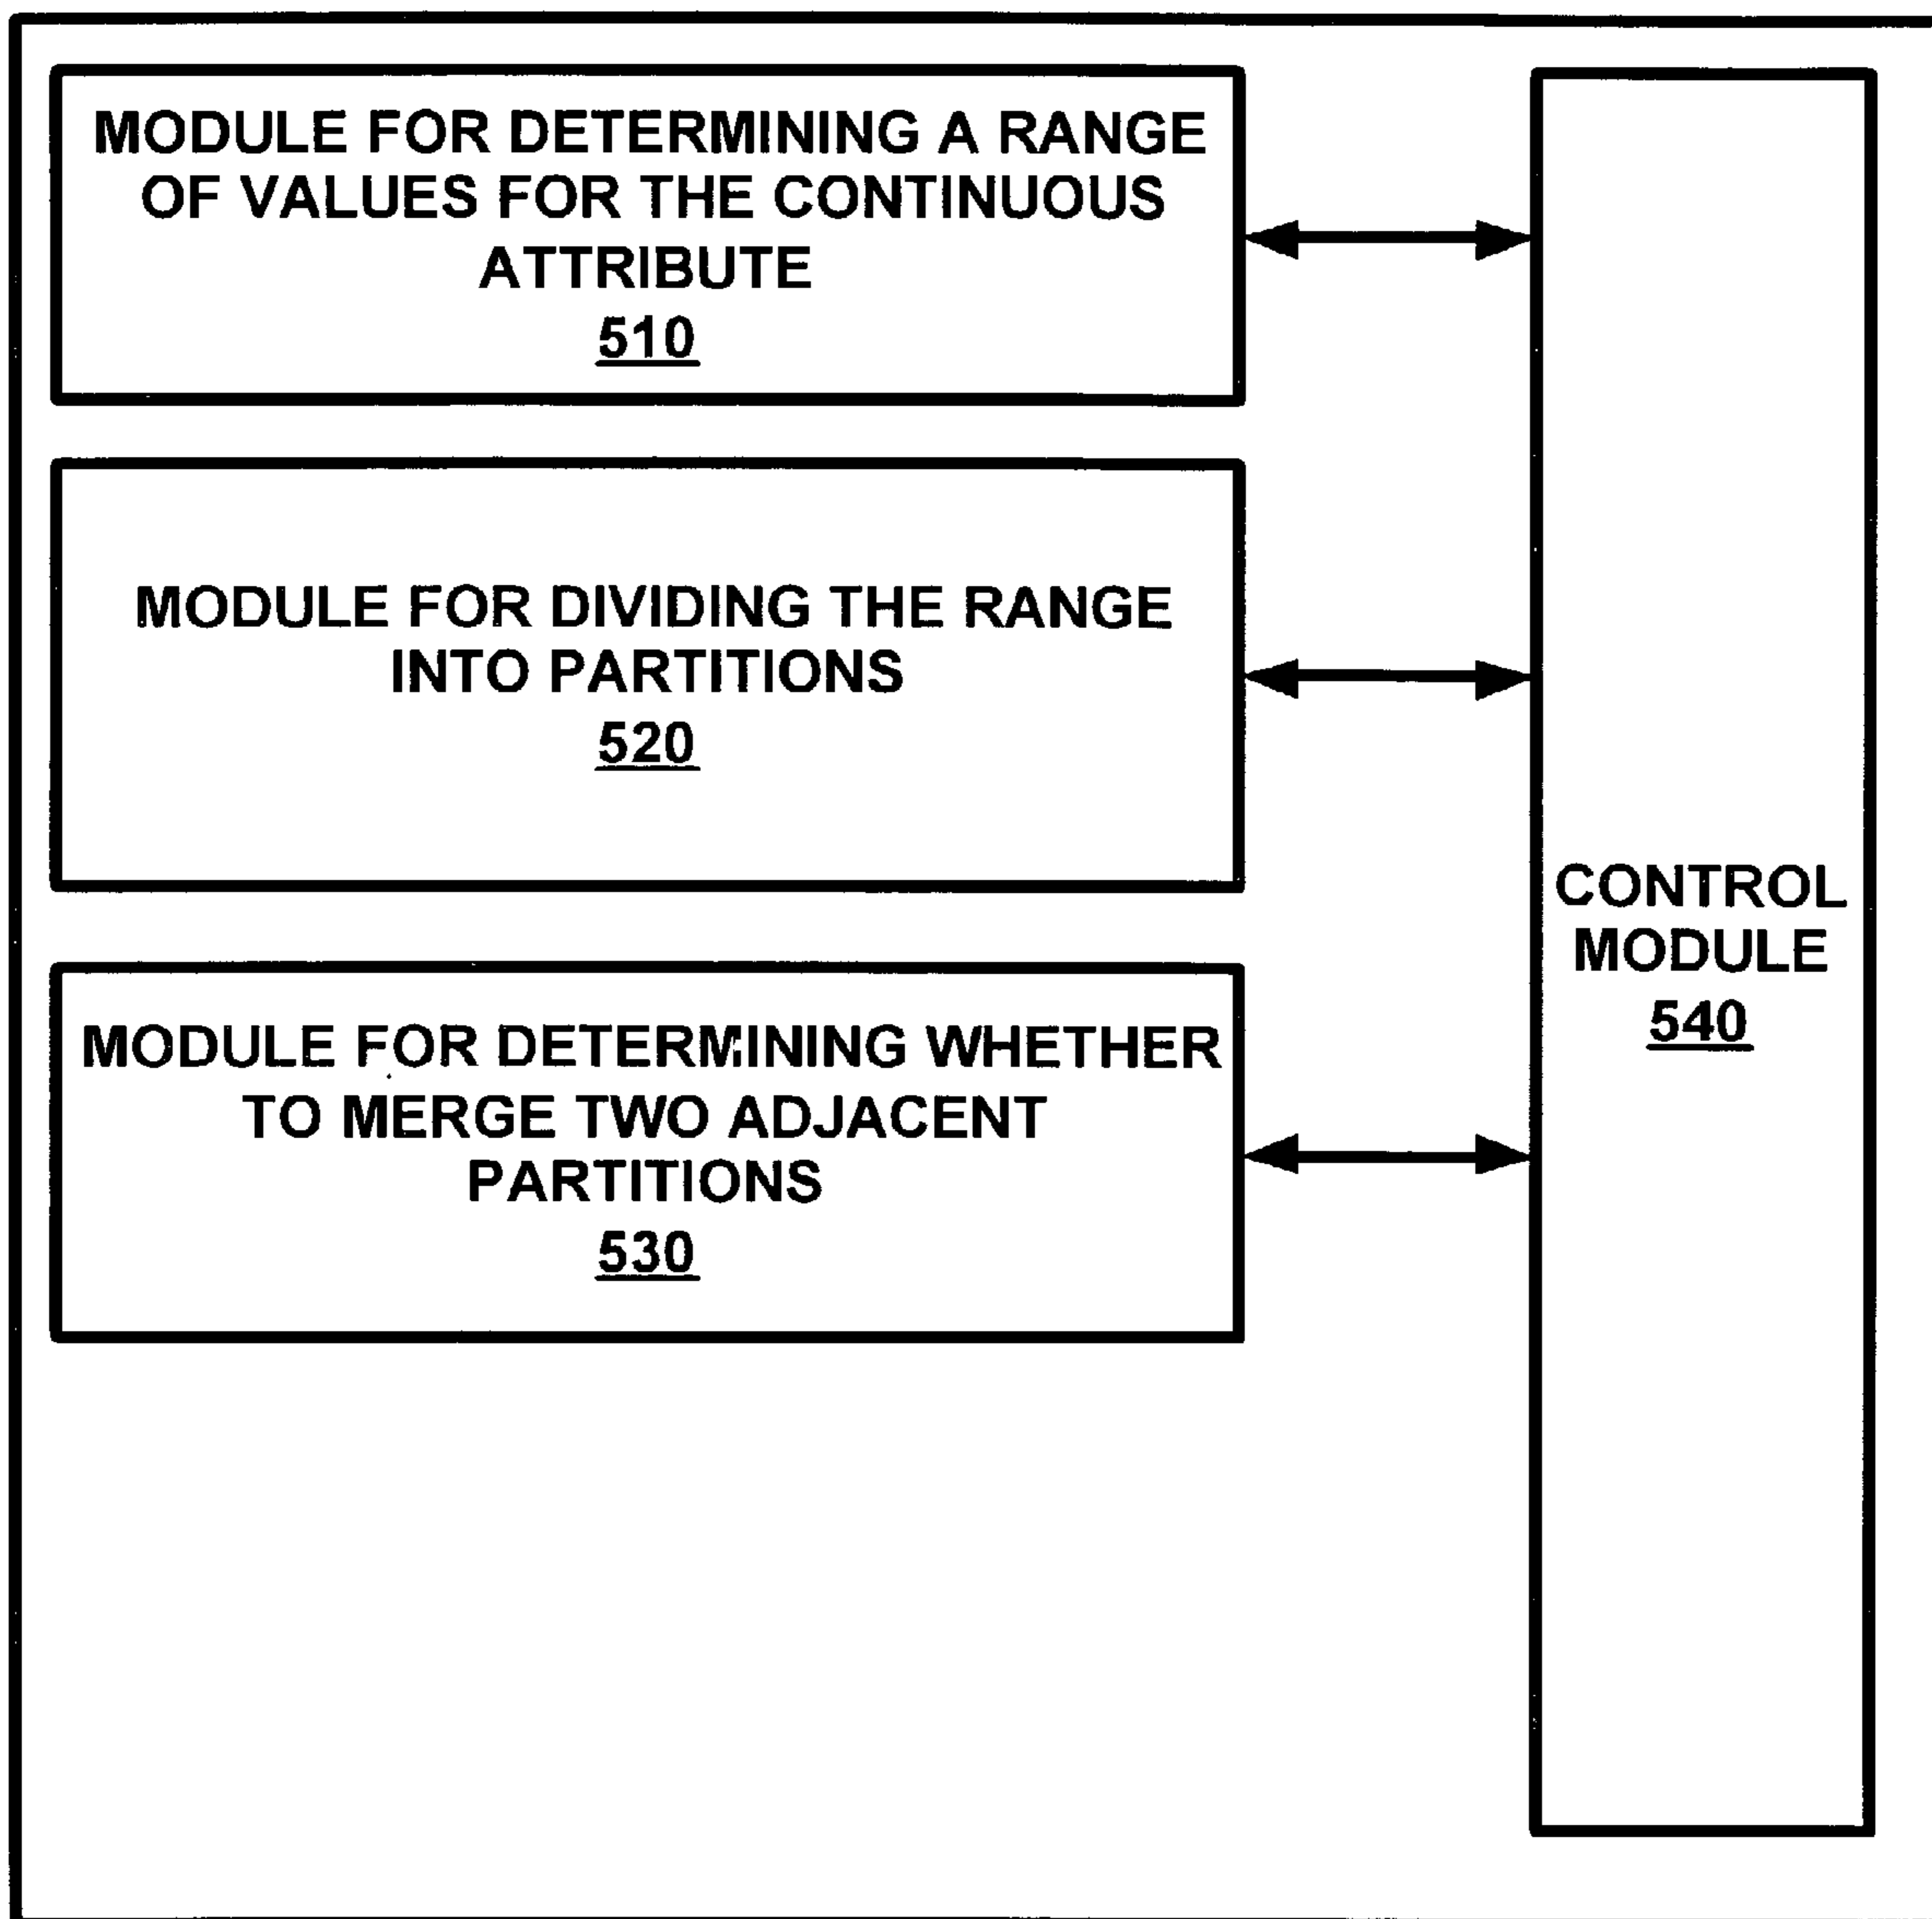 MODULE FOR DETERMINING A RANGE
OF VALUES FOR THE CONTINUOUS
ATTRIBUTE
510
MODULE FOR DIVIDING THE RANGE
INTO PARTITIONS
520
MODULE FOR DETERMINING WHETHER
TO MERGE TWO ADJACENT
PARTITIONS
530
CONTROL
MODULE
540